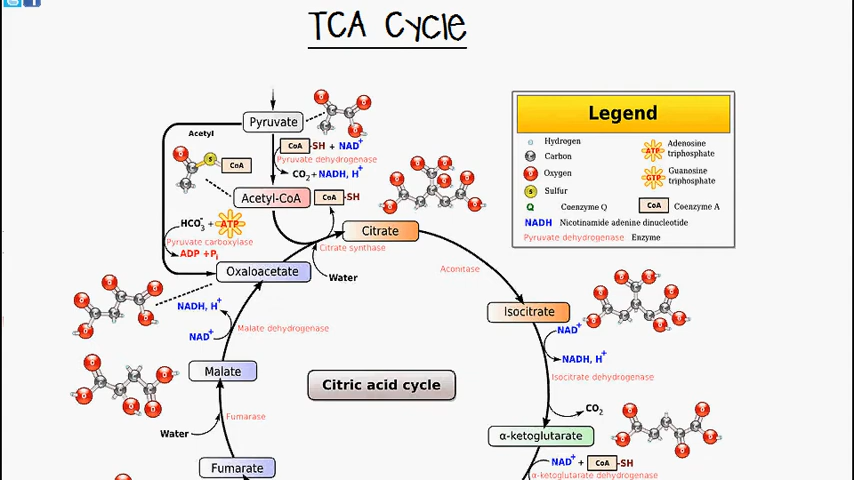 TCA Cycle
Pyruvate
Acetyl
CoA-SH + NAD+
Pyruvate dehydrogenase
CO2+NADH, H+
S CoA
Acetyl-CoA
CoA-SH
HCO3- + ATP
Pyruvate carboxylase
ADP +Pi
Citrate
Citrate synthase
Water
Oxaloacetate
Aconitase
Isocitrate
NAD+
NADH, H+
Isocitrate dehydrogenase
CO2
α-ketoglutarate
NAD+ + CoA-SH
α-ketoglutarate dehydrogenase
NADH, H+
Malate dehydrogenase
NAD+
Malate
Fumarase
Water
Fumarate
Citric acid cycle
Legend
Hydrogen
Carbon
Oxygen
S Sulfur
Q Coenzyme Q
ATP Adenosine triphosphate
GTP Guanosine triphosphate
CoA Coenzyme A
NADH Nicotinamide adenine dinucleotide
Pyruvate dehydrogenase Enzyme